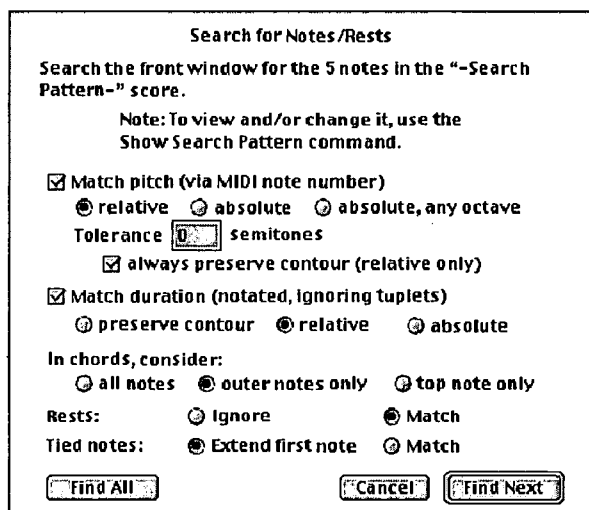 Search for Notes/Rests
Search the front window for the 5 notes in the “-Search
Pattern-” score.
Note: To view and/or change it, use the
Show Search Pattern command.
Match pitch (via MIDI note number)
relative absolute absolute, any octave
Tolerance 0 semitones
always preserve contour (relative only)
Match duration (notated, ignoring tuplets)
preserve contour relative absolute
In chords, consider:
all notes outer notes only top note only
Rests: Ignore Match
Tied notes: Extend first note Match
Find All Cancel Find Next